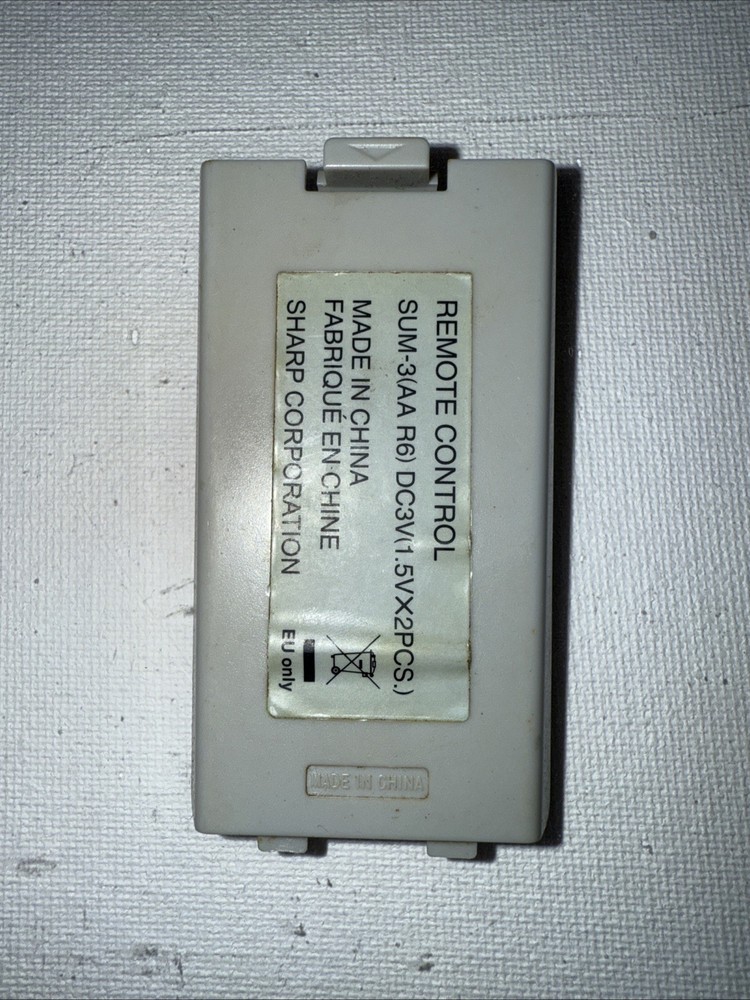 REMOTE CONTROL
SUM-3(AA R6) DC3V(1.5V×2PCS.)
MADE IN CHINA
FABRIQUÉ EN CHINE
SHARP CORPORATION
EU only
MADE IN CHINA